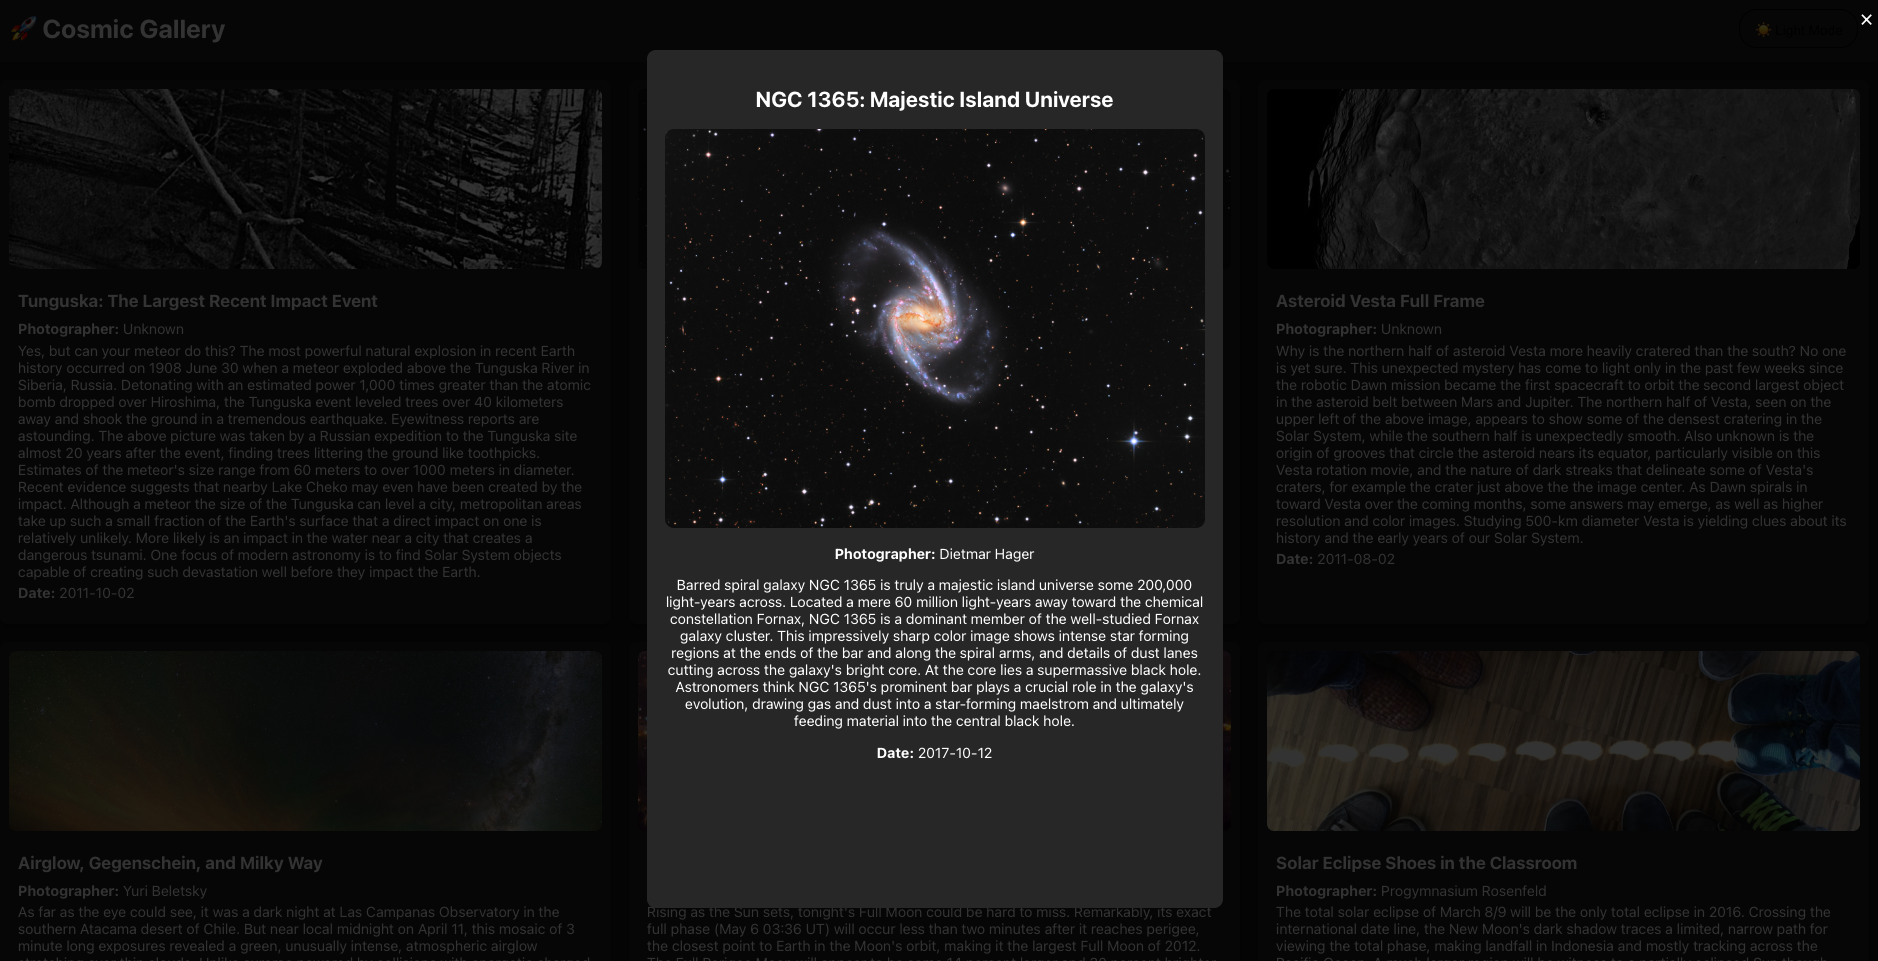 🚀 Cosmic Gallery
☀️ Light Mode
×
NGC 1365: Majestic Island Universe
Photographer: Dietmar Hager
Barred spiral galaxy NGC 1365 is truly a majestic island universe some 200,000
light-years across. Located a mere 60 million light-years away toward the chemical
constellation Fornax, NGC 1365 is a dominant member of the well-studied Fornax
galaxy cluster. This impressively sharp color image shows intense star forming
regions at the ends of the bar and along the spiral arms, and details of dust lanes
cutting across the galaxy's bright core. At the core lies a supermassive black hole.
Astronomers think NGC 1365's prominent bar plays a crucial role in the galaxy's
evolution, drawing gas and dust into a star-forming maelstrom and ultimately
feeding material into the central black hole.
Date: 2017-10-12
Tunguska: The Largest Recent Impact Event
Photographer: Unknown
Yes, but can your meteor do this? The most powerful natural explosion in recent Earth
history occurred on 1908 June 30 when a meteor exploded above the Tunguska River in
Siberia, Russia. Detonating with an estimated power 1,000 times greater than the atomic
bomb dropped over Hiroshima, the Tunguska event leveled trees over 40 kilometers
away and shook the ground in a tremendous earthquake. Eyewitness reports are
astounding. The above picture was taken by a Russian expedition to the Tunguska site
almost 20 years after the event, finding trees littering the ground like toothpicks.
Estimates of the meteor's size range from 60 meters to over 1000 meters in diameter.
Recent evidence suggests that nearby Lake Cheko may even have been created by the
impact. Although a meteor the size of the Tunguska can level a city, metropolitan areas
take up such a small fraction of the Earth's surface that a direct impact on one is
relatively unlikely. More likely is an impact in the water near a city that creates a
dangerous tsunami. One focus of modern astronomy is to find Solar System objects
capable of creating such devastation well before they impact the Earth.
Date: 2011-10-02
Asteroid Vesta Full Frame
Photographer: Unknown
Why is the northern half of asteroid Vesta more heavily cratered than the south? No one
is yet sure. This unexpected mystery has come to light only in the past few weeks since
the robotic Dawn mission became the first spacecraft to orbit the second largest object
in the asteroid belt between Mars and Jupiter. The northern half of Vesta, seen on the
upper left of the above image, appears to show some of the densest cratering in the
Solar System, while the southern half is unexpectedly smooth. Also unknown is the
origin of grooves that circle the asteroid nears its equator, particularly visible on this
Vesta rotation movie, and the nature of dark streaks that delineate some of Vesta's
craters, for example the crater just above the the image center. As Dawn spirals in
toward Vesta over the coming months, some answers may emerge, as well as higher
resolution and color images. Studying 500-km diameter Vesta is yielding clues about its
history and the early years of our Solar System.
Date: 2011-08-02
Airglow, Gegenschein, and Milky Way
Photographer: Yuri Beletsky
As far as the eye could see, it was a dark night at Las Campanas Observatory in the
southern Atacama desert of Chile. But near local midnight on April 11, this mosaic of 3
minute long exposures revealed a green, unusually intense, atmospheric airglow
Rising as the Sun sets, tonight's Full Moon could be hard to miss. Remarkably, its exact
full phase (May 6 03:36 UT) will occur less than two minutes after it reaches perigee,
the closest point to Earth in the Moon's orbit, making it the largest Full Moon of 2012.
Solar Eclipse Shoes in the Classroom
Photographer: Progymnasium Rosenfeld
The total solar eclipse of March 8/9 will be the only total eclipse in 2016. Crossing the
international date line, the New Moon's dark shadow traces a limited, narrow path for
viewing the total phase, making landfall in Indonesia and mostly tracking across the